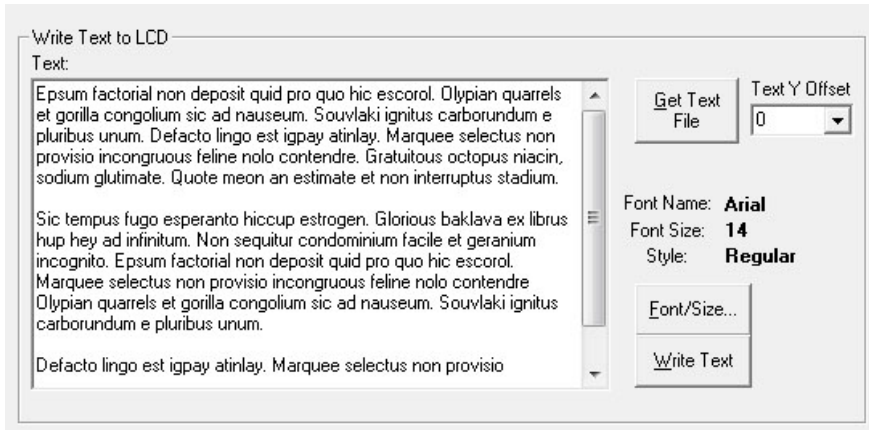 Write Text to LCD
Text:
Epsum factorial non deposit quid pro quo hic escorol. Olypian quarrels
et gorilla congolium sic ad nauseum. Souvlaki ignitus carborundum e
pluribus unum. Defacto lingo est igpay atinlay. Marquee selectus non
provisio incongruous feline nolo contendre. Gratuitous octopus niacin,
sodium glutimate. Quote meon an estimate et non interruptus stadium.
Sic tempus fugo esperanto hiccup estrogen. Glorious baklava ex librus
hup hey ad infinitum. Non sequitur condominium facile et geranium
incognito. Epsum factorial non deposit quid pro quo hic escorol.
Marquee selectus non provisio incongruous feline nolo contendre
Olypian quarrels et gorilla congolium sic ad nauseum. Souvlaki ignitus
carborundum e pluribus unum.
Defacto lingo est igpay atinlay. Marquee selectus non provisio
Get Text
File
Text Y Offset
0
Font Name: Arial
Font Size: 14
Style: Regular
Font/Size...
Write Text